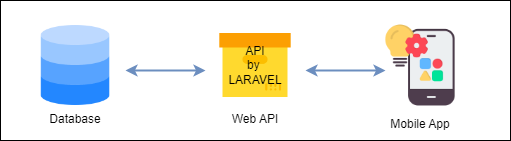 API
by
LARAVEL
Database
Web API
Mobile App